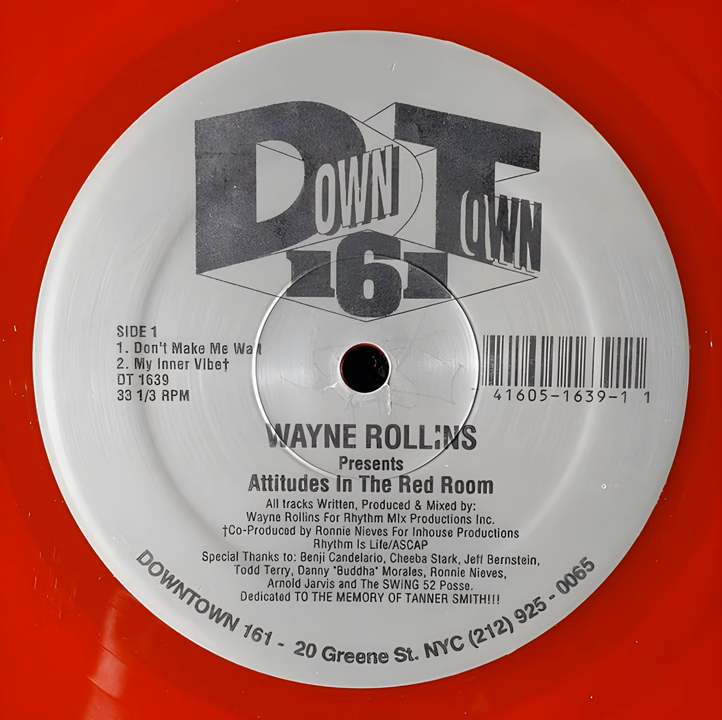 DOWN TOWN
161
SIDE 1
1. Don't Make Me Wait
2. My Inner Vibe†
DT 1639
33 1/3 RPM
41605-1639-1 1
WAYNE ROLLINS
Presents
Attitudes In The Red Room
All tracks Written, Produced & Mixed by:
Wayne Rollins For Rhythm Mix Productions Inc.
†Co-Produced by Ronnie Nieves For Inhouse Productions
Rhythm Is Life/ASCAP
Special Thanks to: Benji Candelario, Cheeba Stark, Jeff Bernstein,
Todd Terry, Danny "Buddha" Morales, Ronnie Nieves,
Arnold Jarvis and The SWING 52 Posse.
Dedicated TO THE MEMORY OF TANNER SMITH!!!
DOWNTOWN 161 - 20 Greene St. NYC (212) 925 - 0065